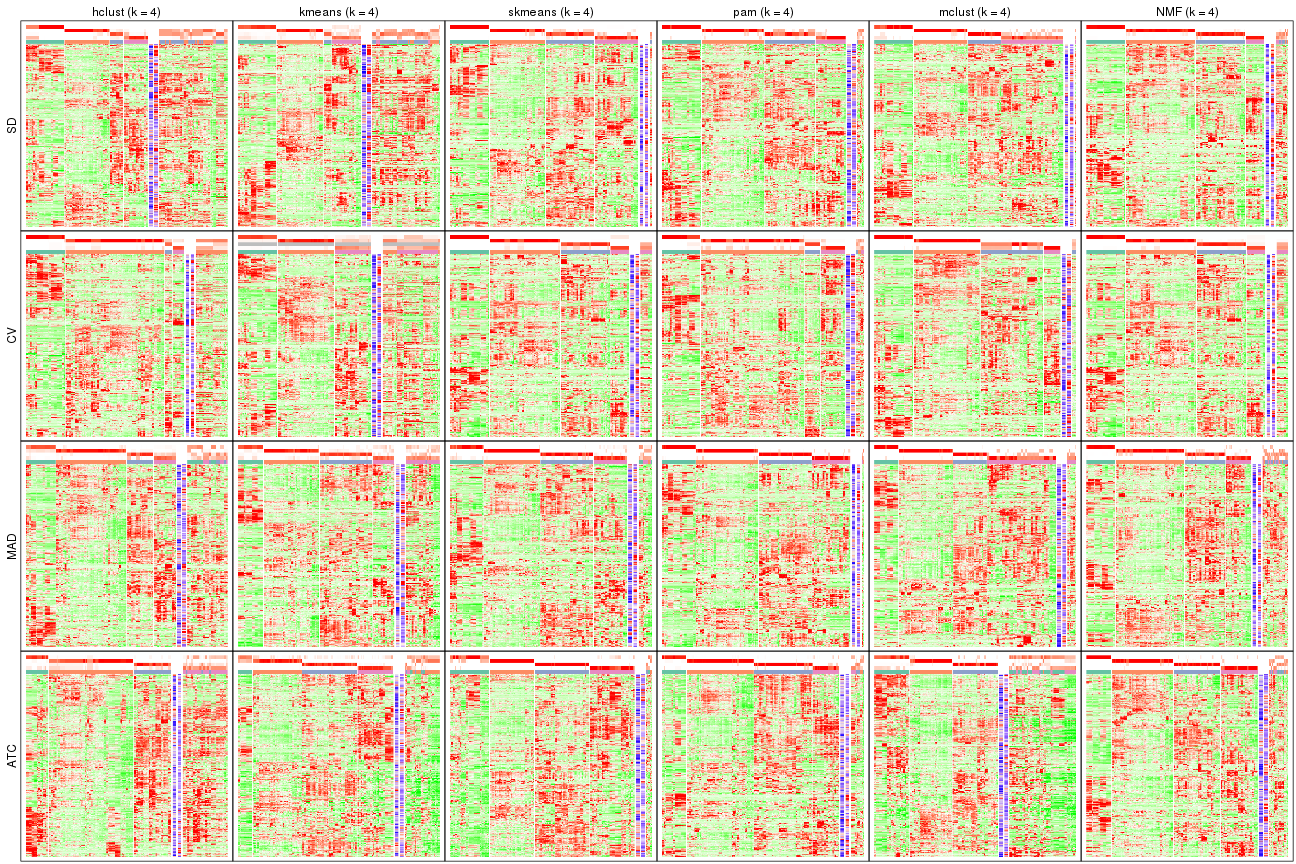 hclust (k = 4) kmeans (k = 4) skmeans (k = 4) pam (k = 4) mclust (k = 4) NMF (k = 4)
SD
CV
MAD
ATC